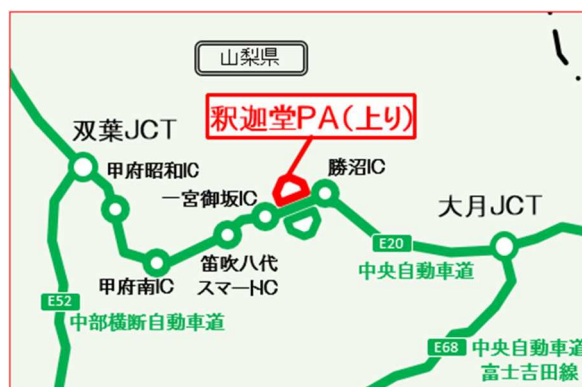 山梨県
釈迦堂PA(上り)
双葉JCT
甲府昭和IC
勝沼IC
一宮御坂IC
大月JCT
E20
中央自動車道
笛吹八代
スマートIC
甲府南IC
E52
中部横断自動車道
E68
中央自動車道
富士吉田線